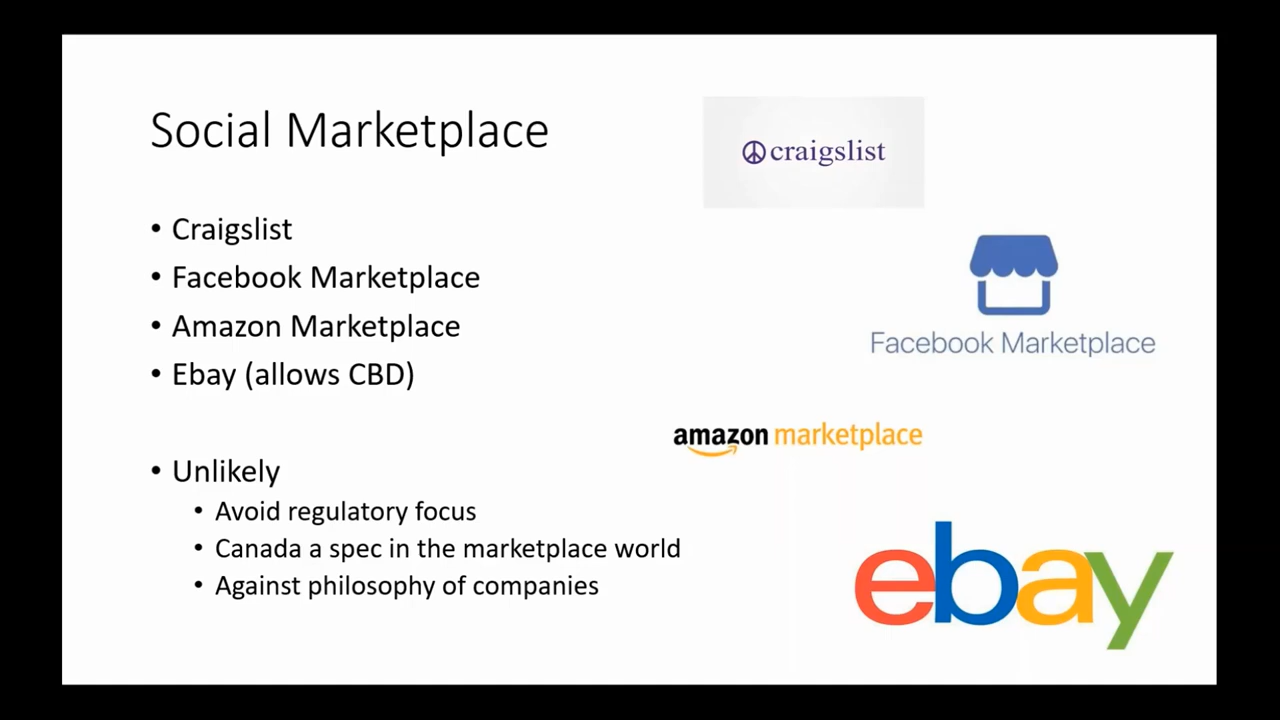 Social Marketplace
• Craigslist
• Facebook Marketplace
• Amazon Marketplace
• Ebay (allows CBD)
• Unlikely
• Avoid regulatory focus
• Canada a spec in the marketplace world
• Against philosophy of companies
craigslist
Facebook Marketplace
amazon marketplace
ebay